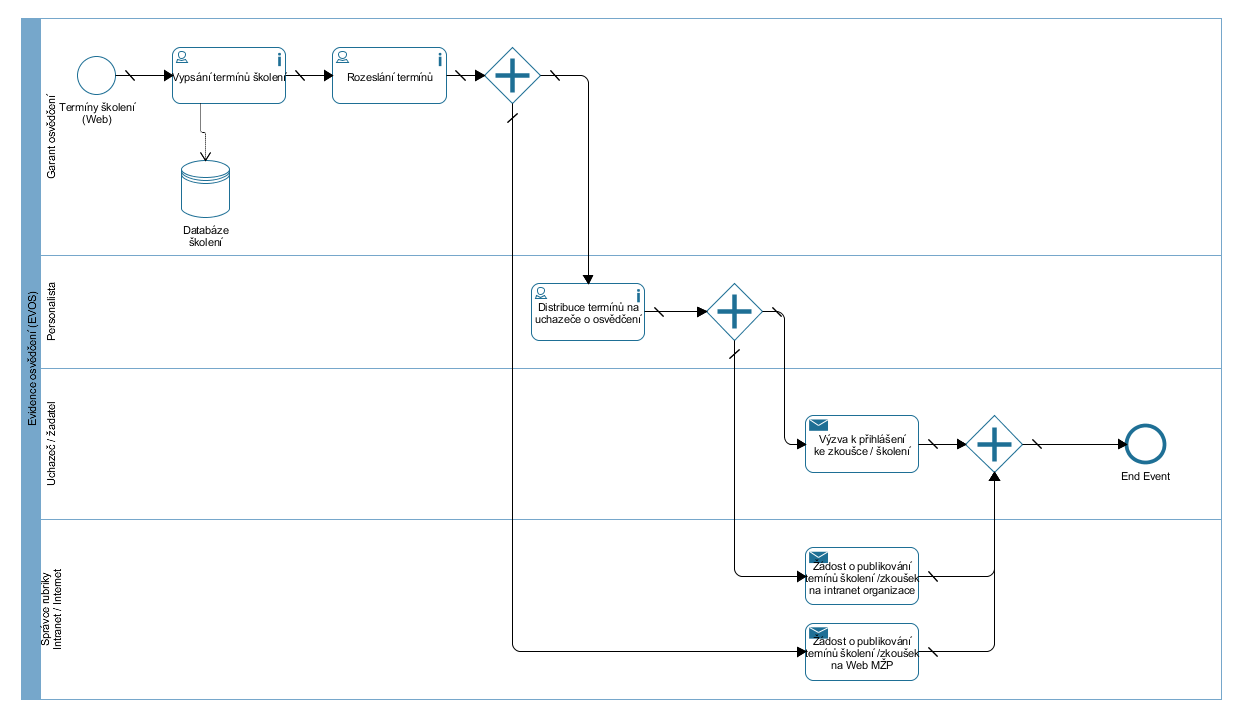 Evidence osvědčení (EVOS)
Garant osvědčení
Termíny školení
(Web)
Vypsání termínů školení
Rozeslání termínů
Databáze
školení
Personalista
Distribuce termínů na
uchazeče o osvědčení
Uchazeč / žadatel
Výzva k přihlášení
ke zkoušce / školení
End Event
Správce rubriky
Intranet / Internet
Žádost o publikování
termínů školení /zkoušek
na intranet organizace
Žádost o publikování
termínů školení /zkoušek
na Web MŽP